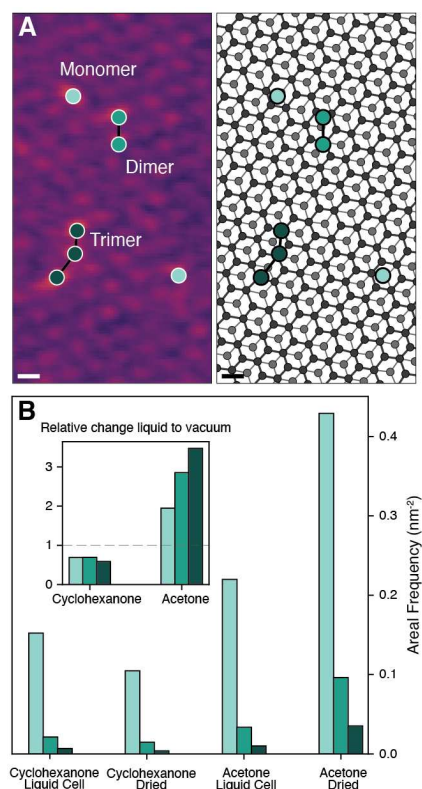 A
Monomer
Dimer
Trimer
B
Relative change liquid to vacuum
3
2
1
0
Cyclohexanone
Acetone
0.4
0.3
0.2
0.1
0.0
Areal Frequency (nm-2)
Cyclohexanone Liquid Cell
Cyclohexanone Dried
Acetone Liquid Cell
Acetone Dried